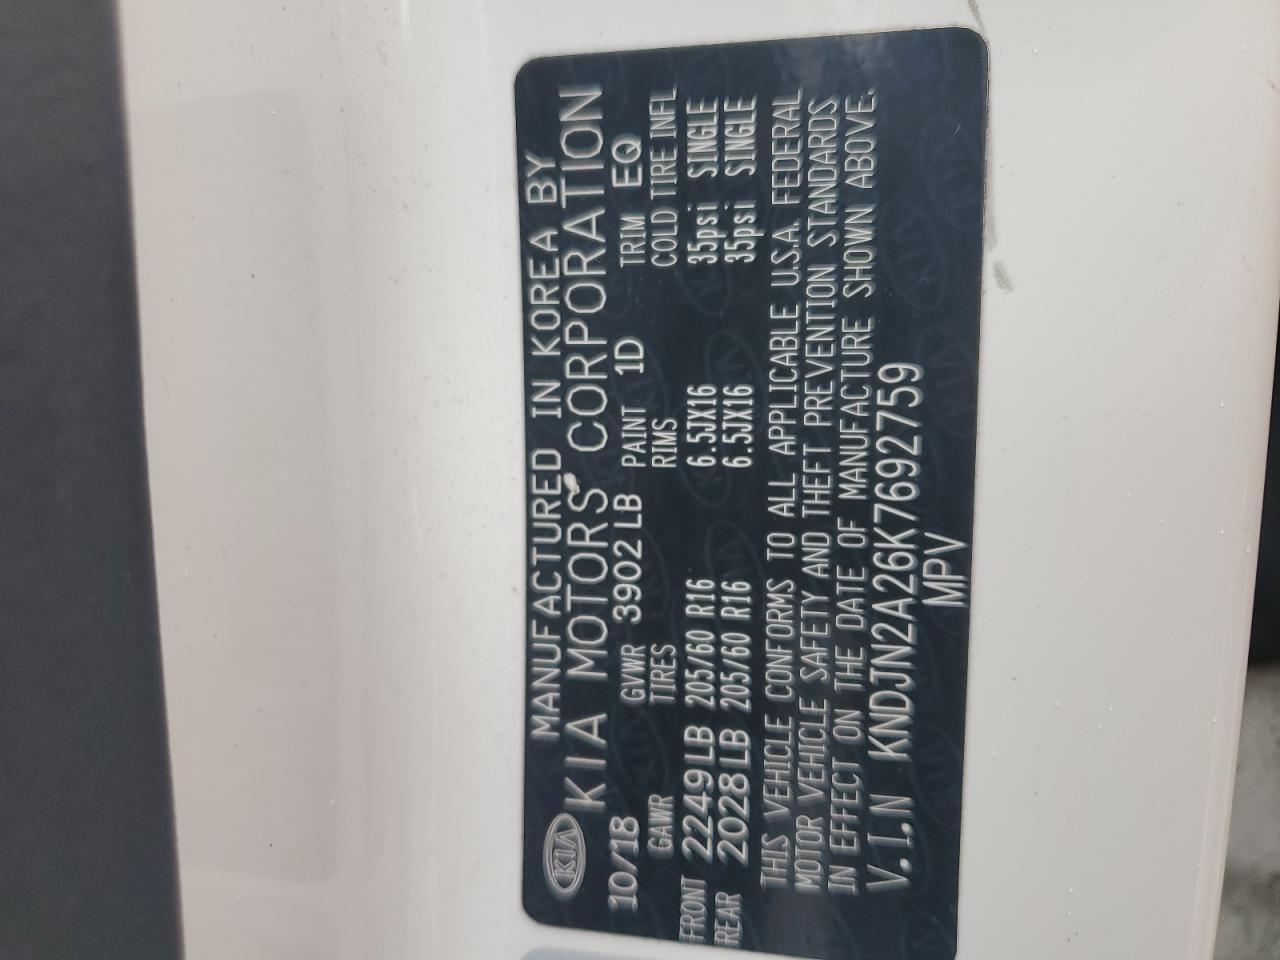 KIA MANUFACTURED IN KOREA BY
KIA MOTORS CORPORATION
10/18 GVWR 3902 LB PAINT 1D TRIM EQ
GAWR TIRES RIMS COLD TIRE INFL
FRONT 2249LB 205/60 R16 6.5JX16 35psi SINGLE
REAR 2028LB 205/60 R16 6.5JX16 35psi SINGLE
THIS VEHICLE CONFORMS TO ALL APPLICABLE U.S.A. FEDERAL
MOTOR VEHICLE SAFETY AND THEFT PREVENTION STANDARDS
IN EFFECT ON THE DATE OF MANUFACTURE SHOWN ABOVE.
V.I.N KNDJN2A26K7692759
MPV